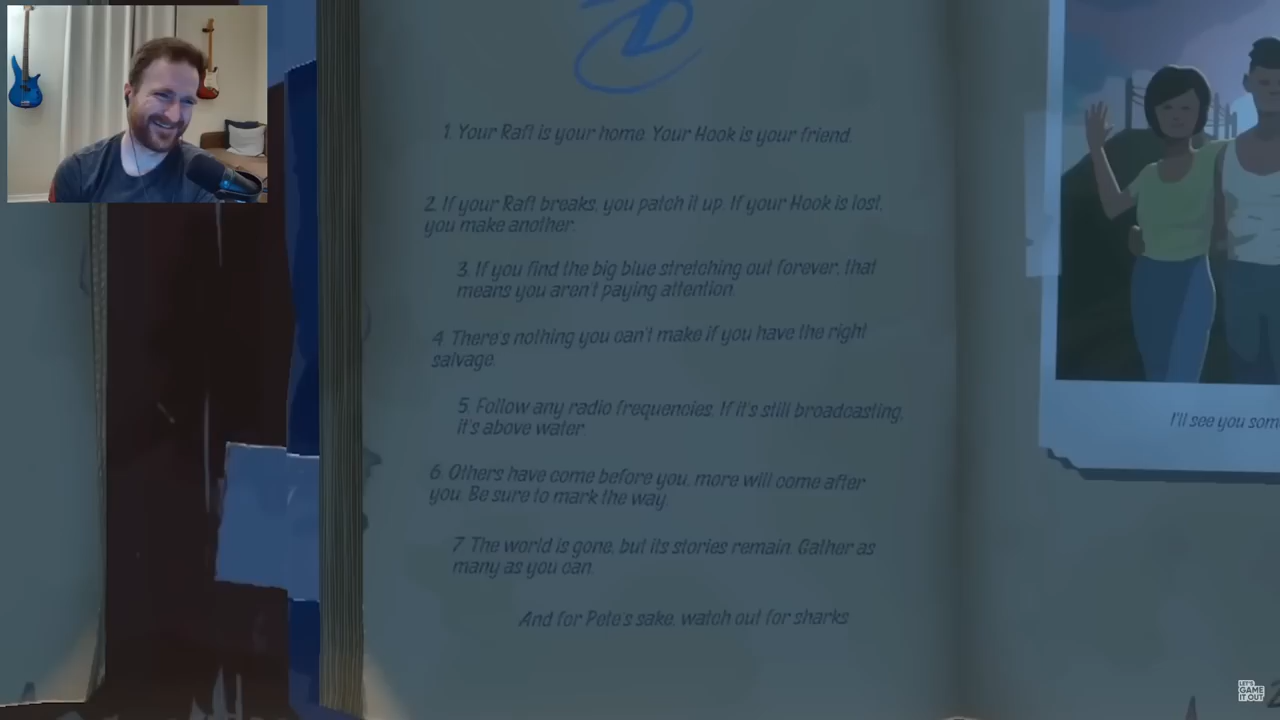 1. Your Raft is your home. Your Hook is your friend.
2. If your Raft breaks, you patch it up. If your Hook is lost,
you make another.
3. If you find the big blue stretching out forever, that
means you aren't paying attention.
4. There's nothing you can't make if you have the right
salvage.
5. Follow any radio frequencies. If it's still broadcasting,
it's above water.
6. Others have come before you, more will come after
you. Be sure to mark the way.
7. The world is gone, but its stories remain. Gather as
many as you can.
And for Pete's sake, watch out for sharks
I'll see you som
LET'S
GAME
IT OUT